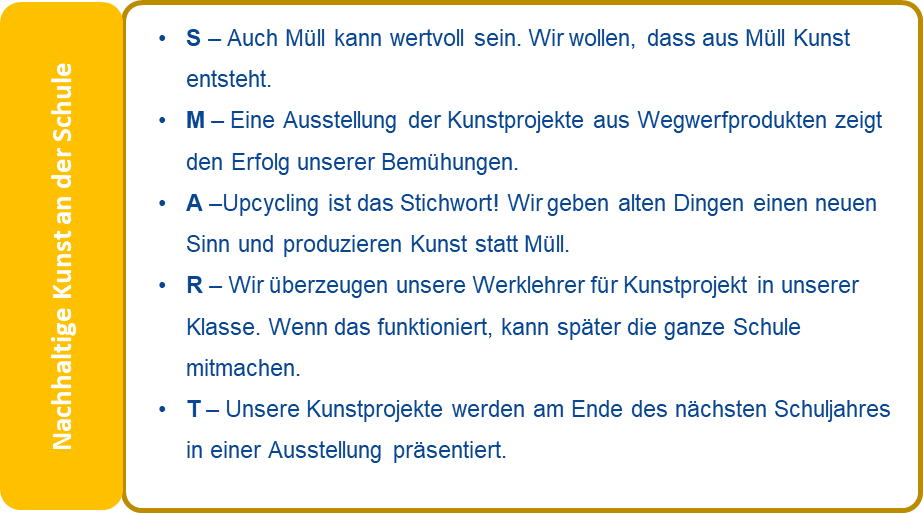 Nachhaltige Kunst an der Schule
• S – Auch Müll kann wertvoll sein. Wir wollen, dass aus Müll Kunst
entsteht.
• M – Eine Ausstellung der Kunstprojekte aus Wegwerfprodukten zeigt
den Erfolg unserer Bemühungen.
• A –Upcycling ist das Stichwort! Wir geben alten Dingen einen neuen
Sinn und produzieren Kunst statt Müll.
• R – Wir überzeugen unsere Werklehrer für Kunstprojekt in unserer
Klasse. Wenn das funktioniert, kann später die ganze Schule
mitmachen.
• T – Unsere Kunstprojekte werden am Ende des nächsten Schuljahres
in einer Ausstellung präsentiert.